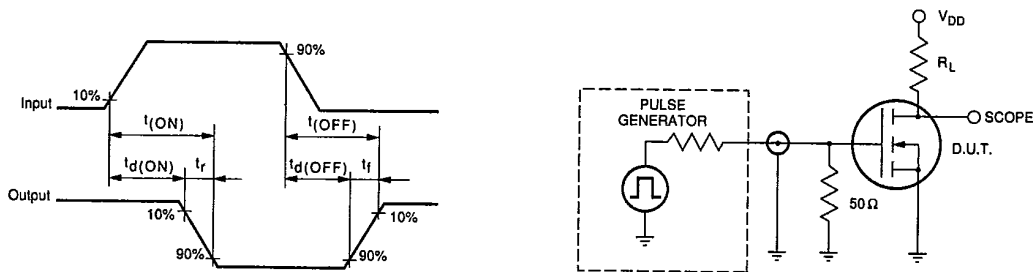 Input
10%
90%
t(ON)
t(OFF)
td(ON)
tr
td(OFF)
tf
Output
10%
90%
90%
10%
VDD
RL
PULSE
GENERATOR
SCOPE
D.U.T.
50Ω